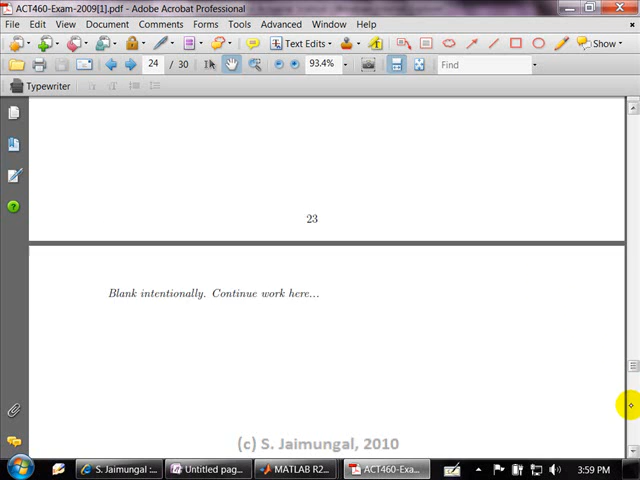 ACT460-Exam-2009[1].pdf - Adobe Acrobat Professional
File Edit View Document Comments Forms Tools Advanced Window Help
Text Edits
Show
24 / 30
93.4%
Find
Typewriter
23
Blank intentionally. Continue work here...
(c) S. Jaimungal, 2010
S. Jaimungal :...
Untitled pag...
MATLAB R2...
ACT460-Exa...
3:59 PM